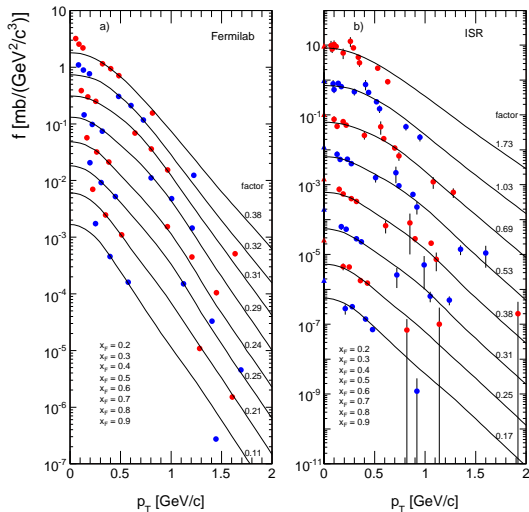 a) Fermilab
b) ISR
f [mb/(GeV²/c³)]
10
1
10⁻¹
10⁻²
10⁻³
10⁻⁴
10⁻⁵
10⁻⁶
10⁻⁷
factor
0.38
0.32
0.31
0.29
0.24
0.25
0.21
0.11
x_F = 0.2
x_F = 0.3
x_F = 0.4
x_F = 0.5
x_F = 0.6
x_F = 0.7
x_F = 0.8
x_F = 0.9
0 0.5 1 1.5 2
p_T [GeV/c]
10
10⁻¹
10⁻³
10⁻⁵
10⁻⁷
10⁻⁹
10⁻¹¹
factor
1.73
1.03
0.69
0.53
0.38
0.31
0.25
0.17
x_F = 0.2
x_F = 0.3
x_F = 0.4
x_F = 0.5
x_F = 0.6
x_F = 0.7
x_F = 0.8
x_F = 0.9
0 0.5 1 1.5 2
p_T [GeV/c]